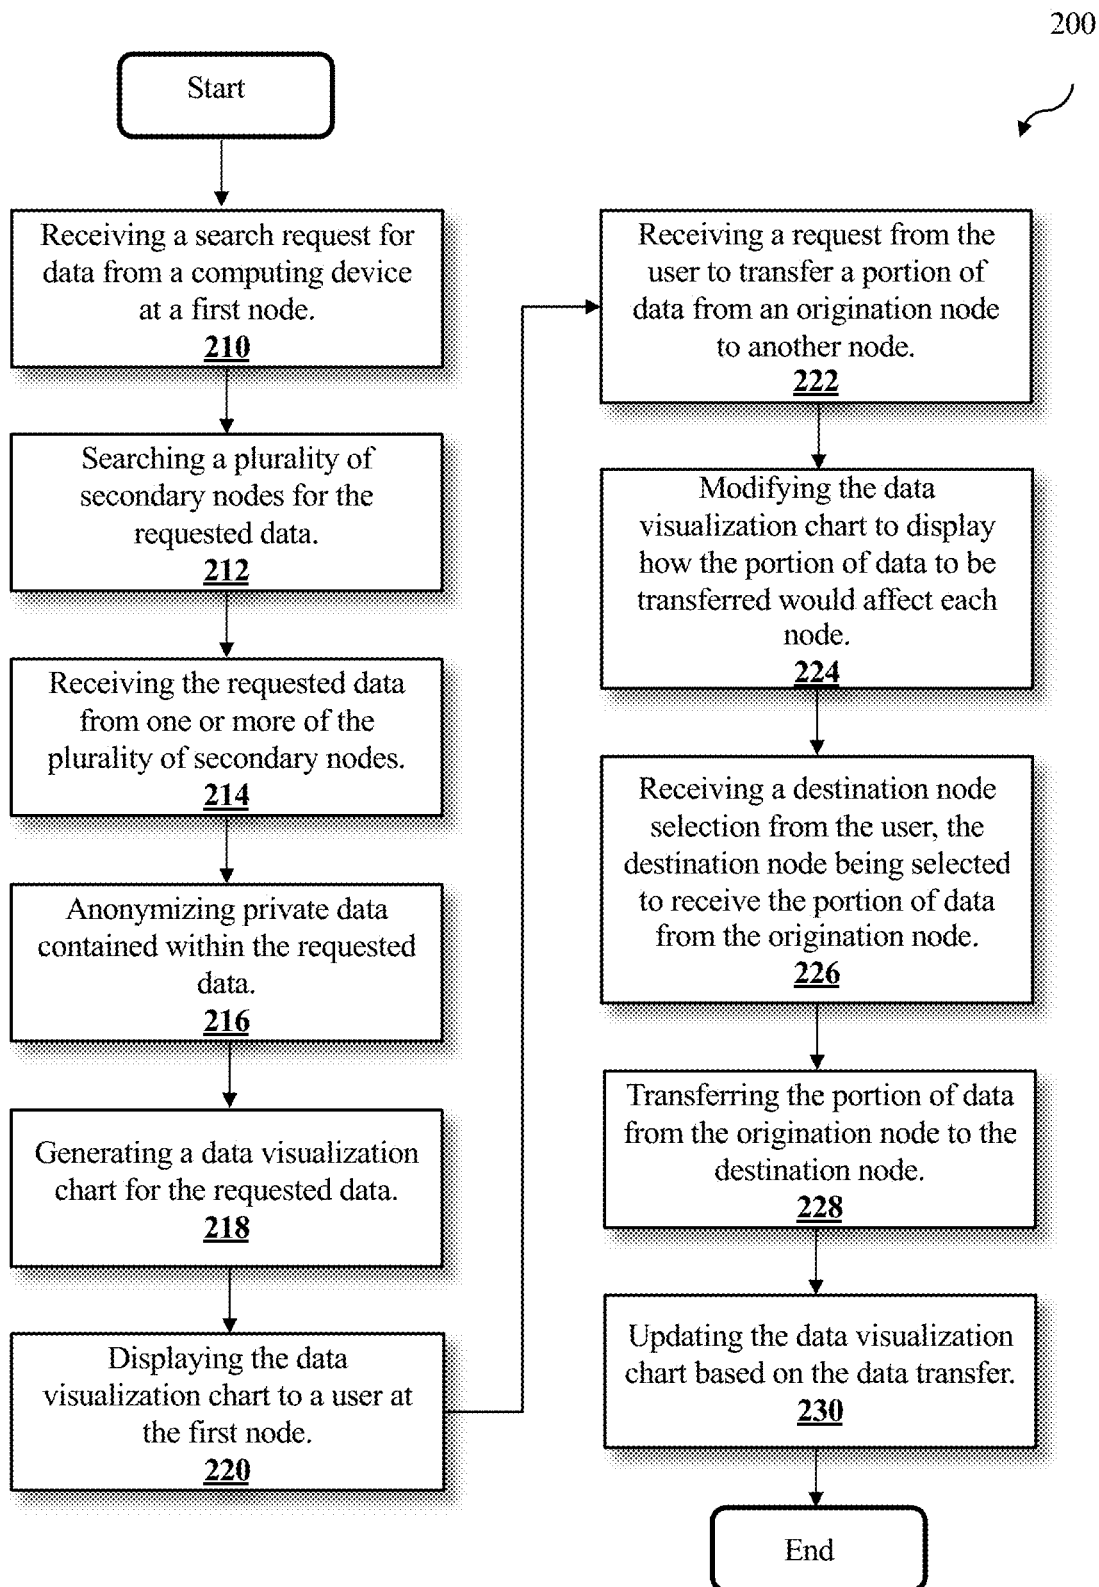 200
Start
Receiving a search request for
data from a computing device
at a first node.
210
Searching a plurality of
secondary nodes for the
requested data.
212
Receiving the requested data
from one or more of the
plurality of secondary nodes.
214
Anonymizing private data
contained within the requested
data.
216
Generating a data visualization
chart for the requested data.
218
Displaying the data
visualization chart to a user at
the first node.
220
Receiving a request from the
user to transfer a portion of
data from an origination node
to another node.
222
Modifying the data
visualization chart to display
how the portion of data to be
transferred would affect each
node.
224
Receiving a destination node
selection from the user, the
destination node being selected
to receive the portion of data
from the origination node.
226
Transferring the portion of data
from the origination node to the
destination node.
228
Updating the data visualization
chart based on the data transfer.
230
End